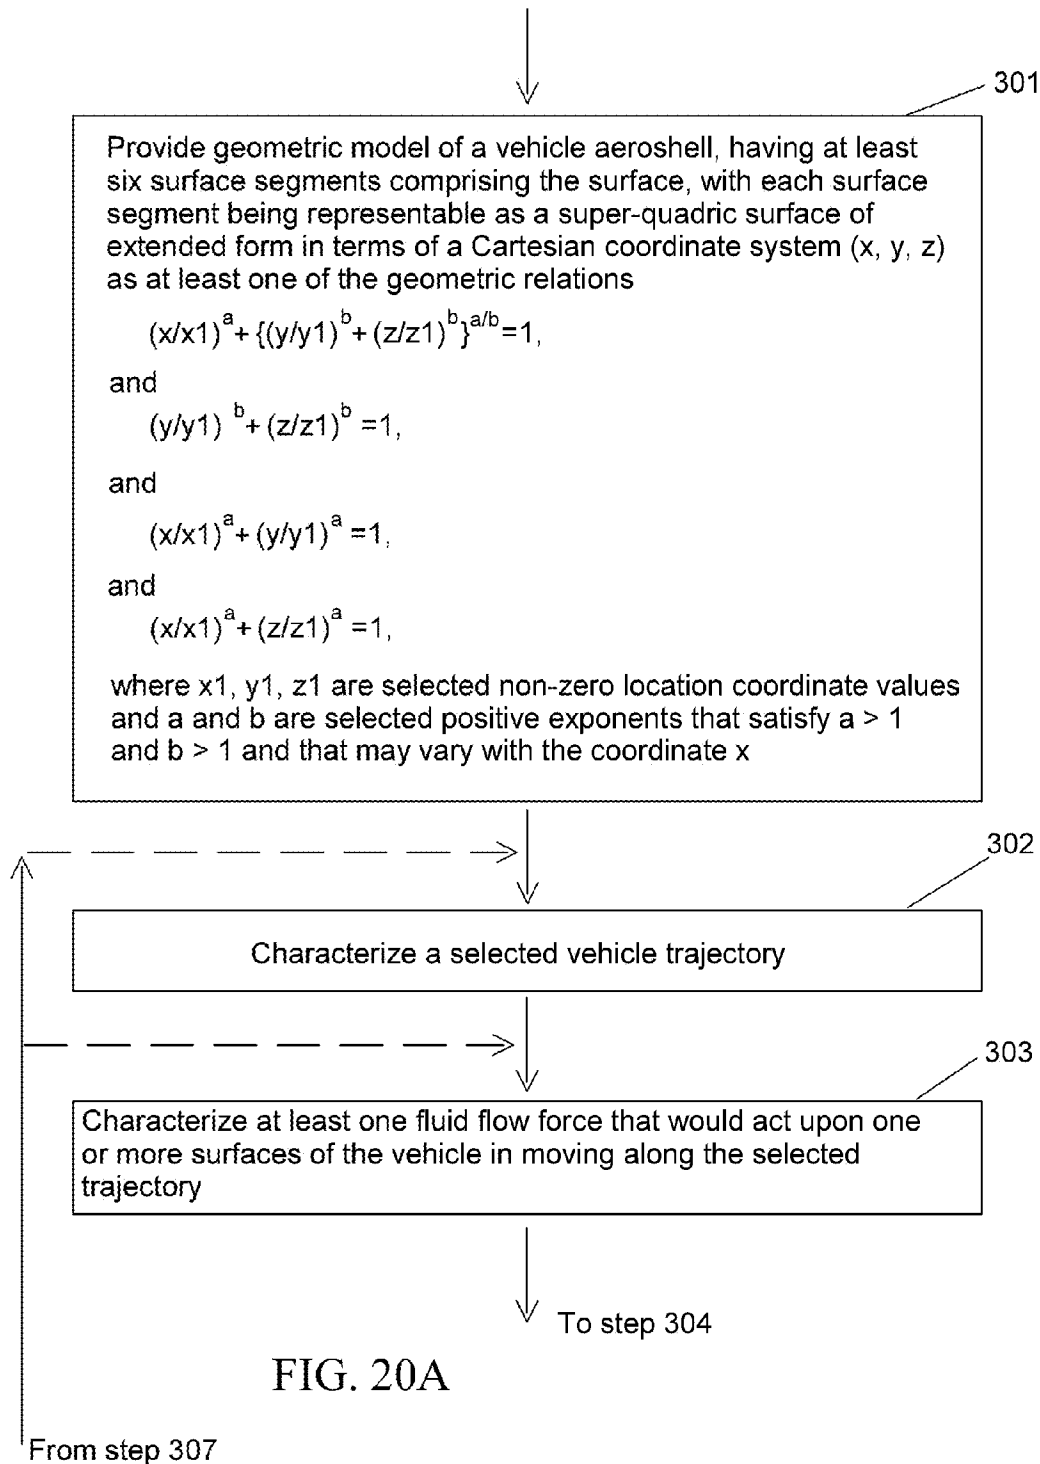 301
Provide geometric model of a vehicle aeroshell, having at least
six surface segments comprising the surface, with each surface
segment being representable as a super-quadric surface of
extended form in terms of a Cartesian coordinate system (x, y, z)
as at least one of the geometric relations
(x/x1)^a + {(y/y1)^b + (z/z1)^b}^a/b =1,
and
(y/y1)^b + (z/z1)^b =1,
and
(x/x1)^a + (y/y1)^a =1,
and
(x/x1)^a + (z/z1)^a =1,
where x1, y1, z1 are selected non-zero location coordinate values
and a and b are selected positive exponents that satisfy a > 1
and b > 1 and that may vary with the coordinate x
302
Characterize a selected vehicle trajectory
303
Characterize at least one fluid flow force that would act upon one
or more surfaces of the vehicle in moving along the selected
trajectory
To step 304
FIG. 20A
From step 307